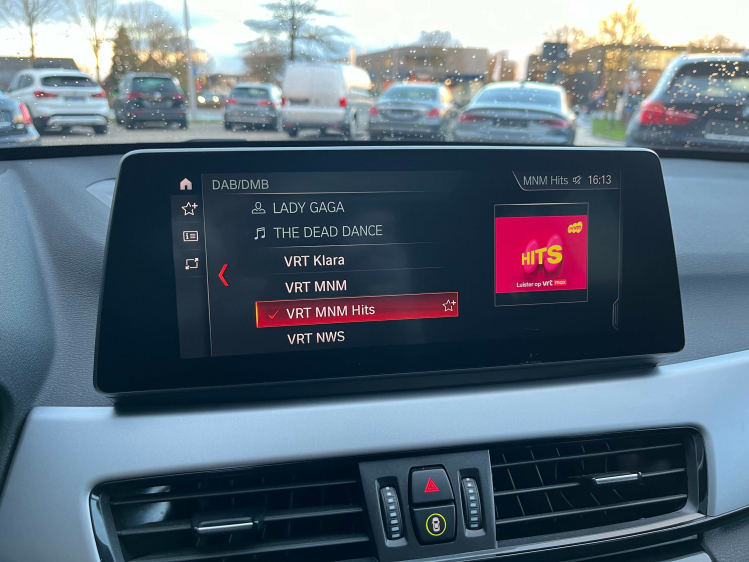 DAB/DMB
MNM Hits 16:13
LADY GAGA
THE DEAD DANCE
VRT Klara
VRT MNM
VRT MNM Hits
VRT NWS
mnm
HITS
Luister op vrt max